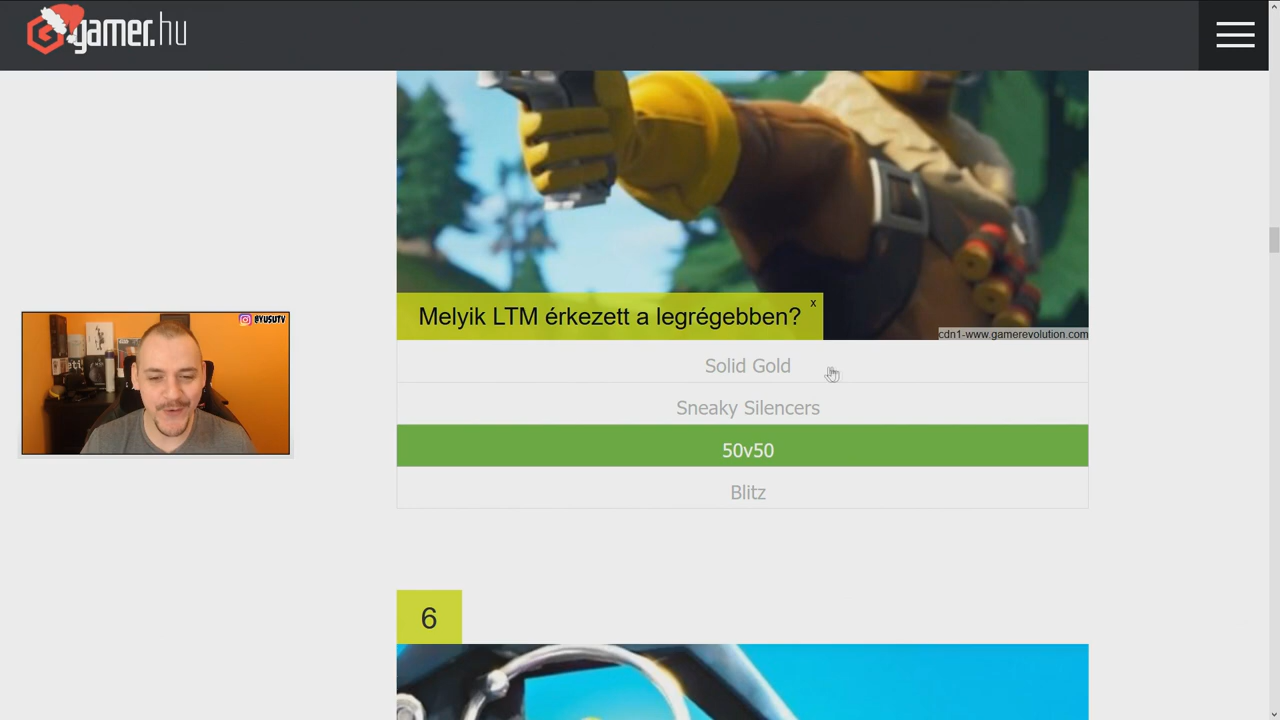 gamer.hu
Melyik LTM érkezett a legrégebben?
x
cdn1-www.gamerevolution.com
Solid Gold
@YUSUTV
Sneaky Silencers
50v50
Blitz
6